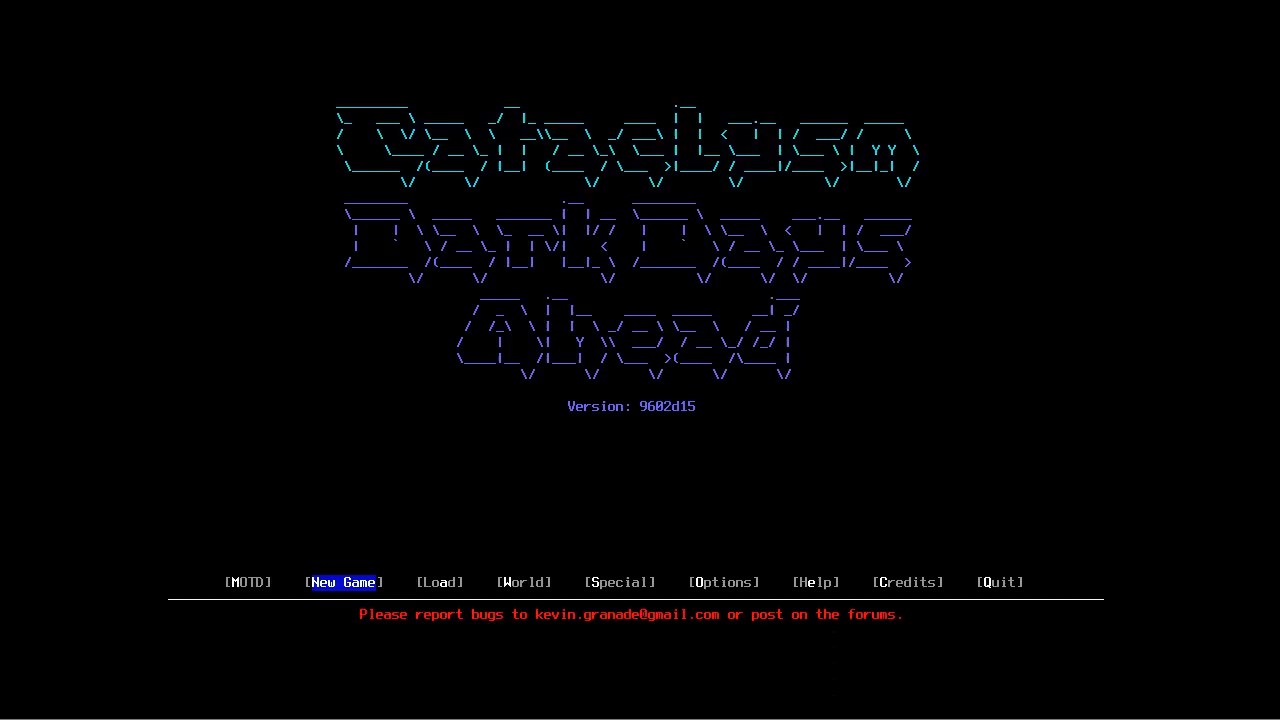 Cataclysm
Dark Days
Ahead
Version: 9602d15
[MOTD] [New Game] [Load] [World] [Special] [Options] [Help] [Credits] [Quit]
Please report bugs to kevin.granade@gmail.com or post on the forums.